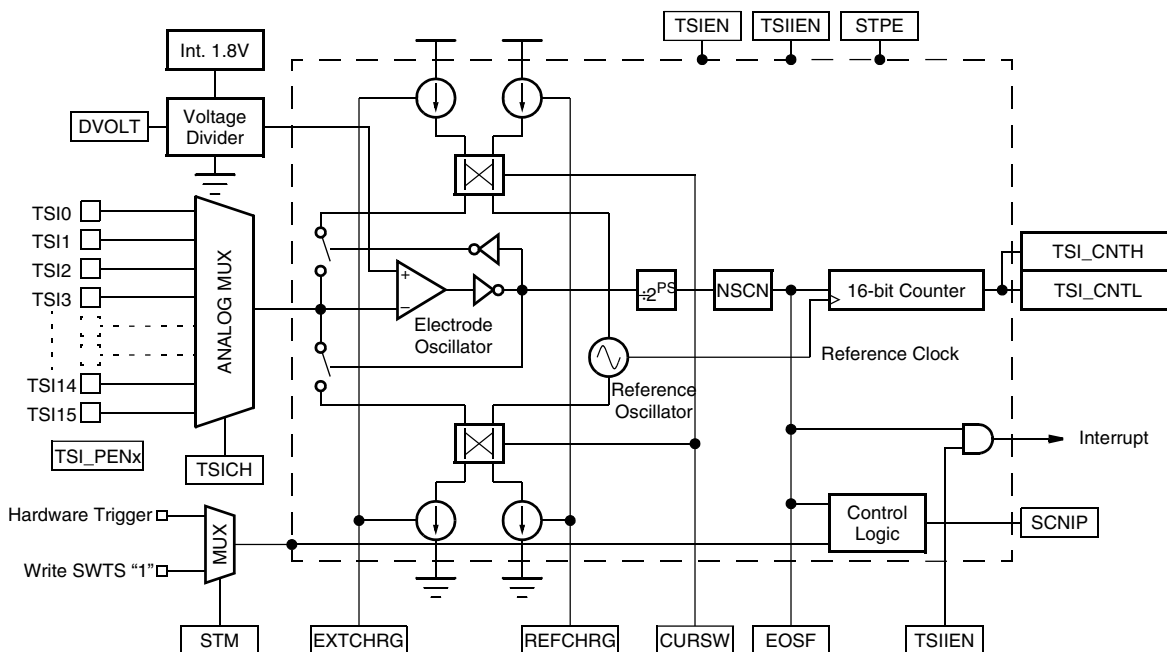 TSIEN
TSIIEN
STPE
Int. 1.8V
DVOLT
Voltage
Divider
TSI0
TSI1
TSI2
TSI3
TSI14
TSI15
ANALOG MUX
TSI_PENx
TSICH
+
−
Electrode
Oscillator
÷2PS
NSCN
16-bit Counter
TSI_CNTH
TSI_CNTL
Reference Clock
Reference
Oscillator
Interrupt
Control
Logic
SCNIP
Hardware Trigger
MUX
Write SWTS “1”
STM
EXTCHRG
REFCHRG
CURSW
EOSF
TSIIEN